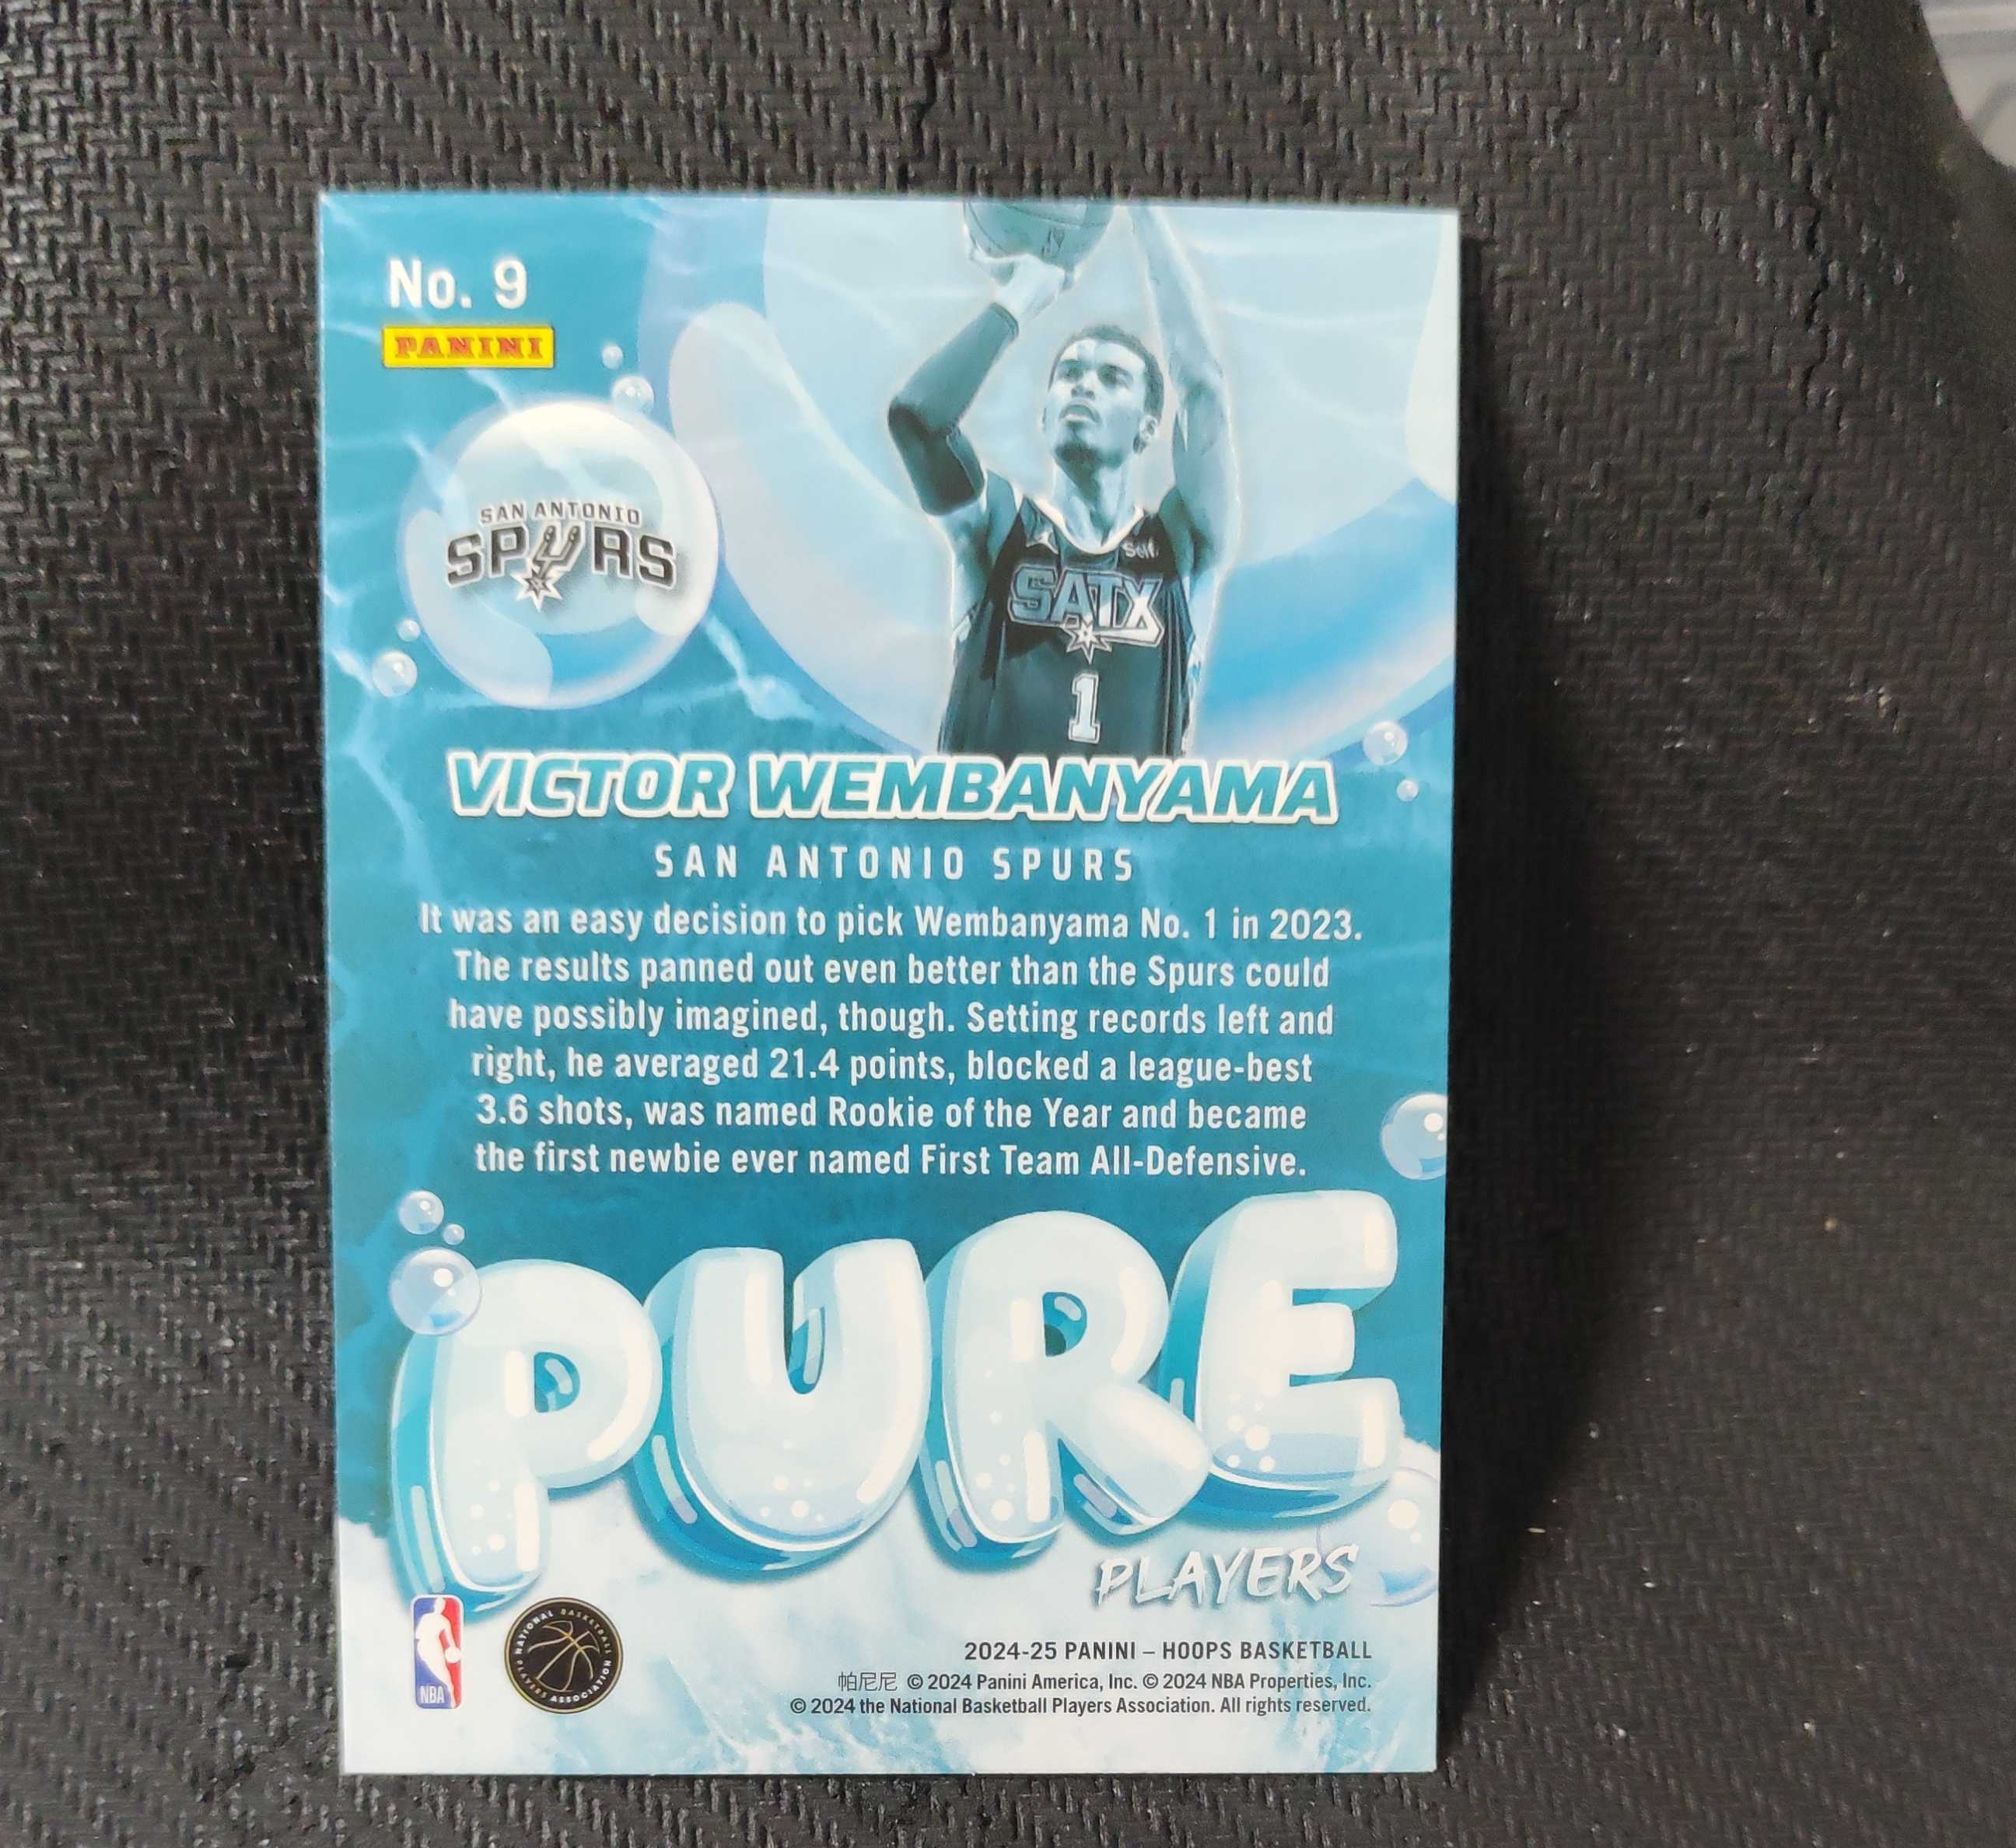 No. 9
PANINI
SAN ANTONIO
SPURS
Self.
SATX
1
VICTOR WEMBANYAMA
SAN ANTONIO SPURS
It was an easy decision to pick Wembanyama No. 1 in 2023.
The results panned out even better than the Spurs could
have possibly imagined, though. Setting records left and
right, he averaged 21.4 points, blocked a league-best
3.6 shots, was named Rookie of the Year and became
the first newbie ever named First Team All-Defensive.
PURE
PLAYERS
NBA
NATIONAL BASKETBALL
PLAYERS ASSOCIATION
2024-25 PANINI – HOOPS BASKETBALL
帕尼尼 © 2024 Panini America, Inc. © 2024 NBA Properties, Inc.
© 2024 the National Basketball Players Association. All rights reserved.